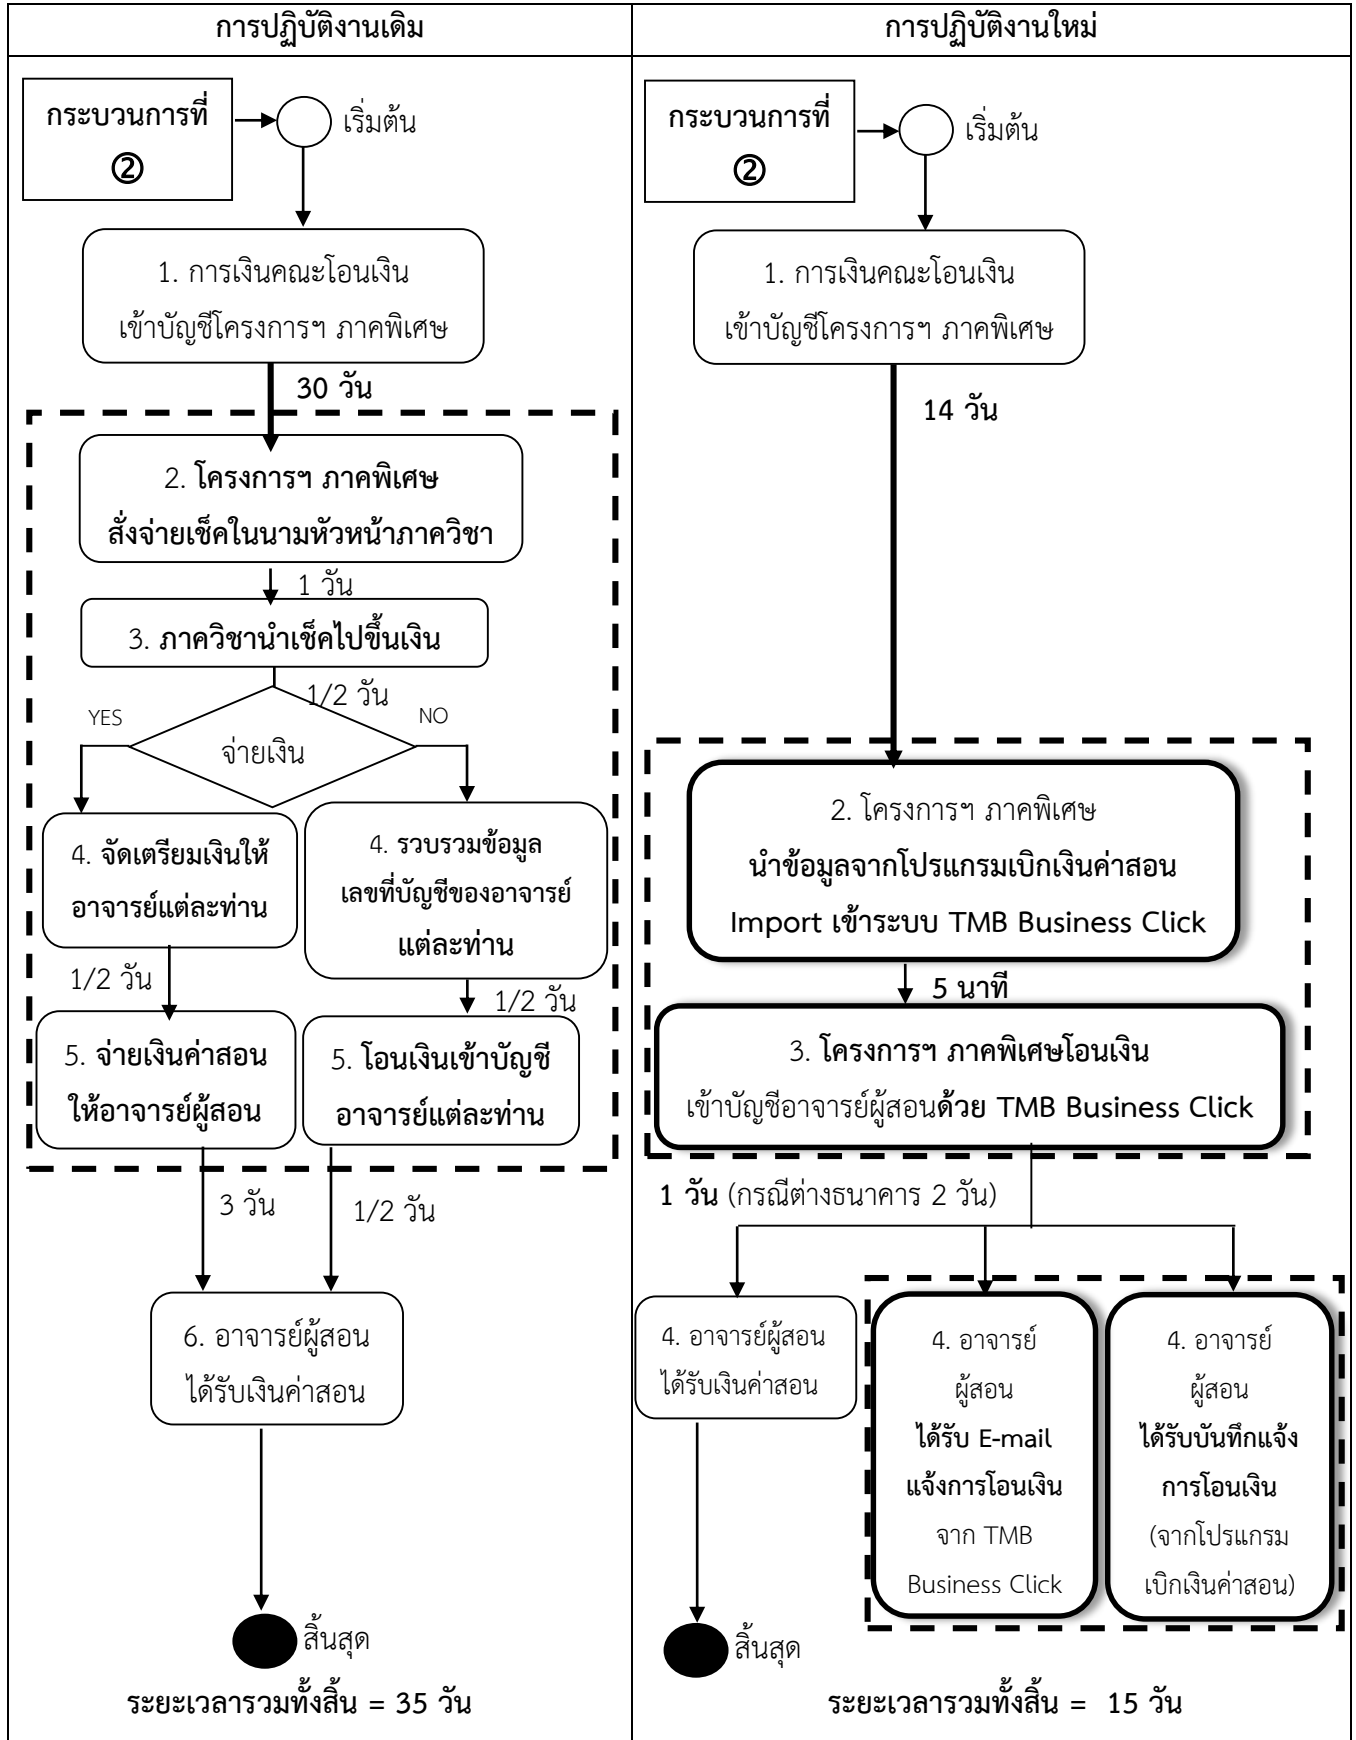 การปฏิบัติงานเดิม
กระบวนการที่
②
เริ่มต้น
1. การเงินคณะโอนเงิน
เข้าบัญชีโครงการฯ ภาคพิเศษ
30 วัน
2. โครงการฯ ภาคพิเศษ
สั่งจ่ายเช็คในนามหัวหน้าภาควิชา
1 วัน
3. ภาควิชานำเช็คไปขึ้นเงิน
1/2 วัน
YES
NO
จ่ายเงิน
4. จัดเตรียมเงินให้
อาจารย์แต่ละท่าน
4. รวบรวมข้อมูล
เลขที่บัญชีของอาจารย์
แต่ละท่าน
1/2 วัน
1/2 วัน
5. จ่ายเงินค่าสอน
ให้อาจารย์ผู้สอน
5. โอนเงินเข้าบัญชี
อาจารย์แต่ละท่าน
3 วัน
1/2 วัน
6. อาจารย์ผู้สอน
ได้รับเงินค่าสอน
สิ้นสุด
ระยะเวลารวมทั้งสิ้น = 35 วัน
การปฏิบัติงานใหม่
กระบวนการที่
②
เริ่มต้น
1. การเงินคณะโอนเงิน
เข้าบัญชีโครงการฯ ภาคพิเศษ
14 วัน
2. โครงการฯ ภาคพิเศษ
นำข้อมูลจากโปรแกรมเบิกเงินค่าสอน
Import เข้าระบบ TMB Business Click
5 นาที
3. โครงการฯ ภาคพิเศษโอนเงิน
เข้าบัญชีอาจารย์ผู้สอนด้วย TMB Business Click
1 วัน (กรณีต่างธนาคาร 2 วัน)
4. อาจารย์ผู้สอน
ได้รับเงินค่าสอน
4. อาจารย์
ผู้สอน
ได้รับ E-mail
แจ้งการโอนเงิน
จาก TMB
Business Click
4. อาจารย์
ผู้สอน
ได้รับบันทึกแจ้ง
การโอนเงิน
(จากโปรแกรม
เบิกเงินค่าสอน)
สิ้นสุด
ระยะเวลารวมทั้งสิ้น = 15 วัน